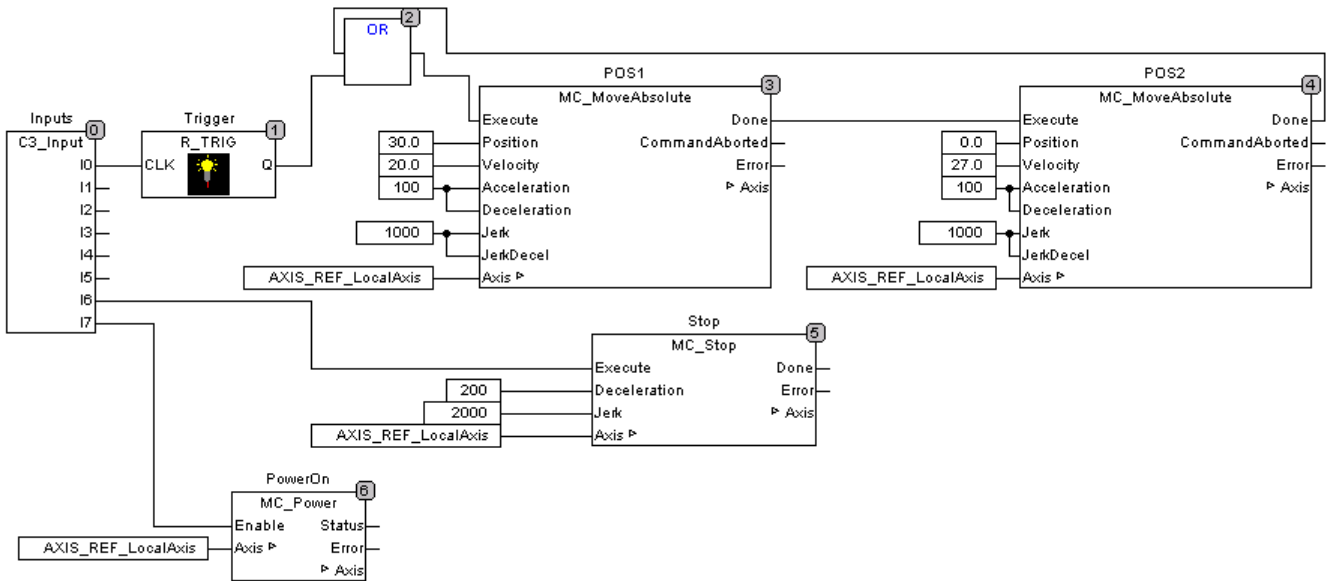 2
OR
POS1
3
MC_MoveAbsolute
Execute Done
Position CommandAborted
Velocity Error
Acceleration ▹ Axis
Deceleration
Jerk
JerkDecel
Axis ▹
30.0
20.0
100
1000
AXIS_REF_LocalAxis
POS2
4
MC_MoveAbsolute
Execute Done
Position CommandAborted
Velocity Error
Acceleration ▹ Axis
Deceleration
Jerk
JerkDecel
Axis ▹
0.0
27.0
100
1000
AXIS_REF_LocalAxis
Inputs
0
C3_Input
I0
I1
I2
I3
I4
I5
I6
I7
Trigger
1
R_TRIG
CLK Q
Stop
5
MC_Stop
Execute Done
Deceleration Error
Jerk ▹ Axis
Axis ▹
200
2000
AXIS_REF_LocalAxis
PowerOn
6
MC_Power
Enable Status
Axis ▹ Error
▹ Axis
AXIS_REF_LocalAxis